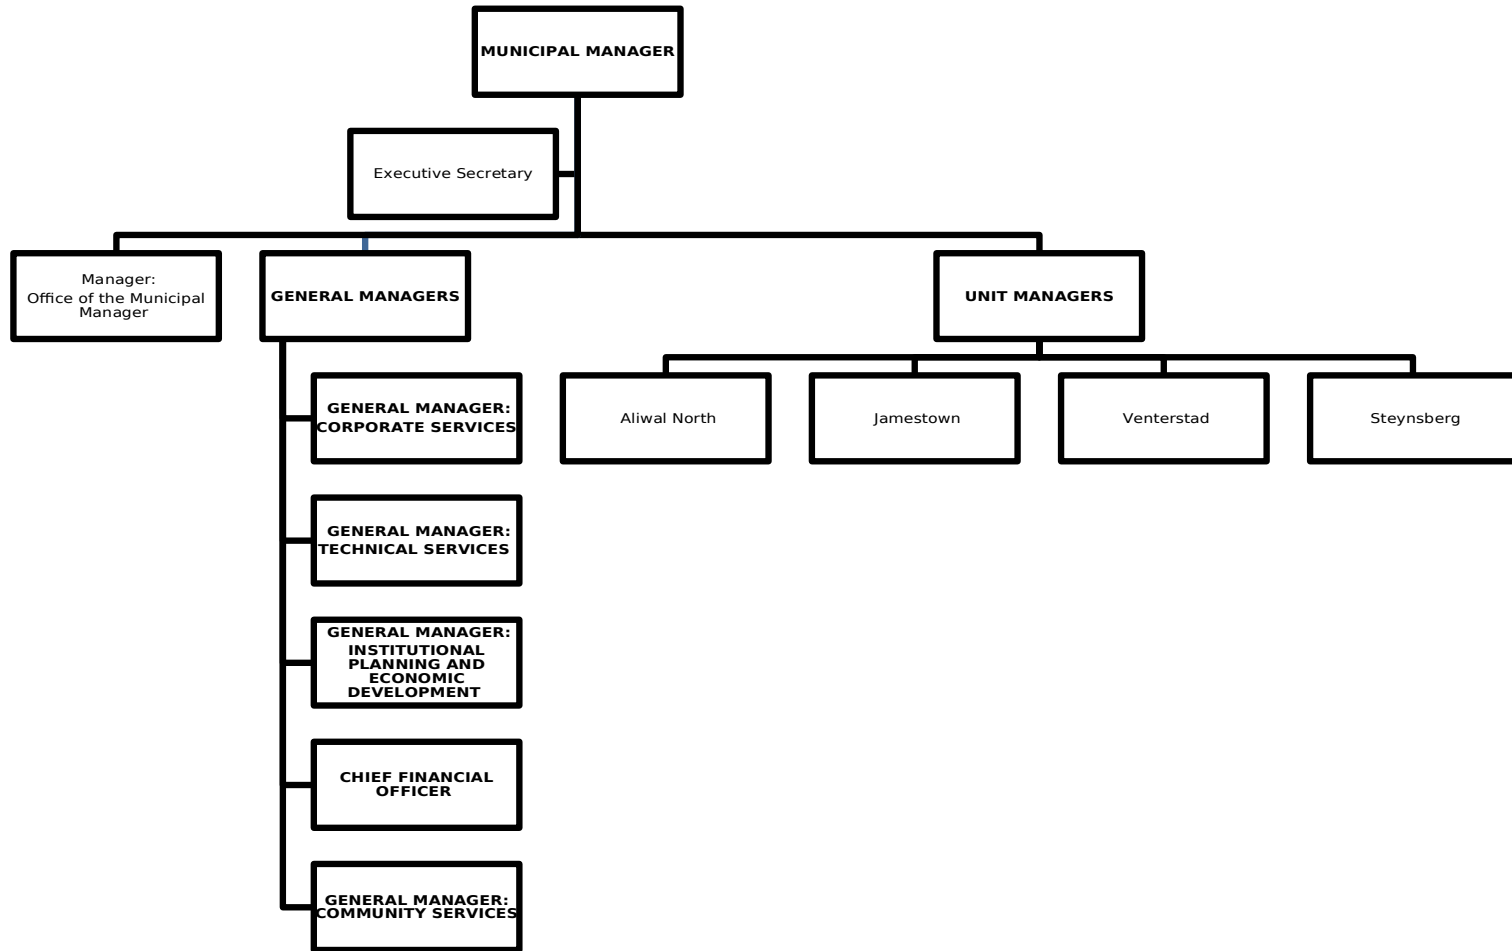 MUNICIPAL MANAGER
Executive Secretary
Manager:
Office of the Municipal
Manager
GENERAL MANAGERS
UNIT MANAGERS
GENERAL MANAGER:
CORPORATE SERVICES
Aliwal North
Jamestown
Venterstad
Steynsberg
GENERAL MANAGER:
TECHNICAL SERVICES
GENERAL MANAGER:
INSTITUTIONAL
PLANNING AND
ECONOMIC
DEVELOPMENT
CHIEF FINANCIAL
OFFICER
GENERAL MANAGER:
COMMUNITY SERVICES